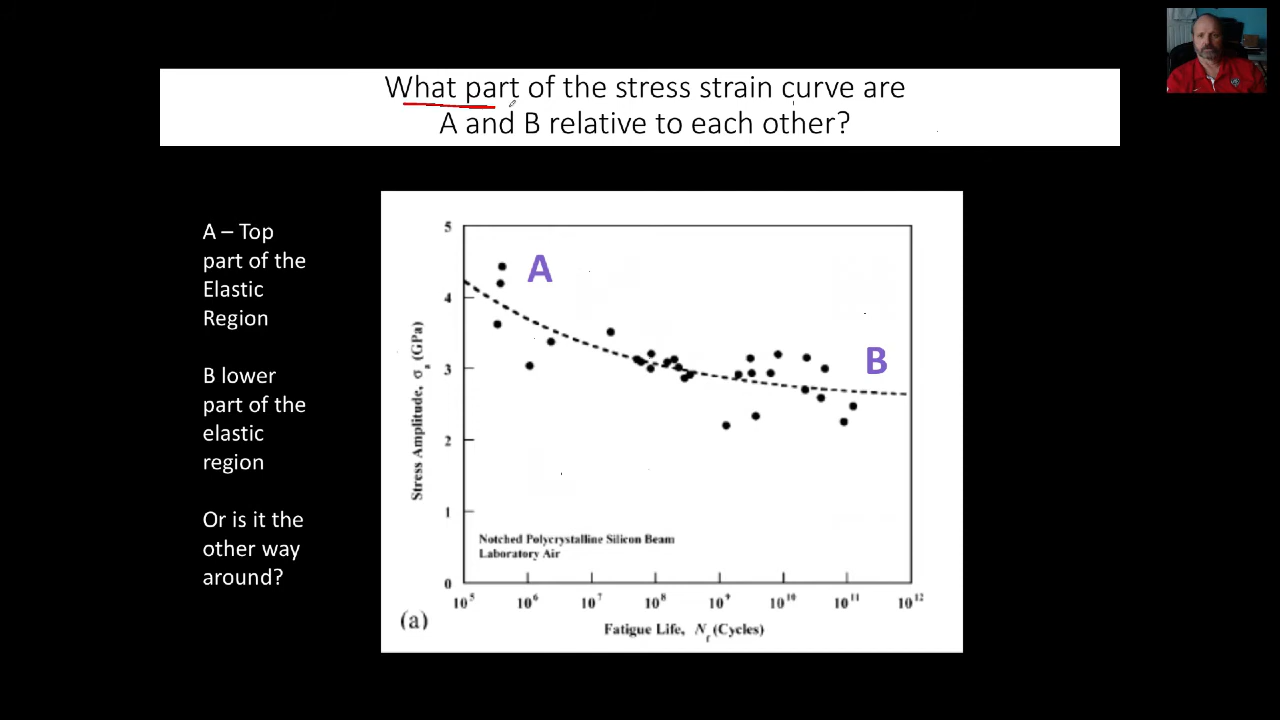 What part of the stress strain curve are
A and B relative to each other?
A – Top
part of the
Elastic
Region
B lower
part of the
elastic
region
Or is it the
other way
around?
5
4
3
2
1
0
Stress Amplitude, σa (GPa)
A
B
Notched Polycrystalline Silicon Beam
Laboratory Air
10^5 10^6 10^7 10^8 10^9 10^10 10^11 10^12
(a)
Fatigue Life, Nf (Cycles)